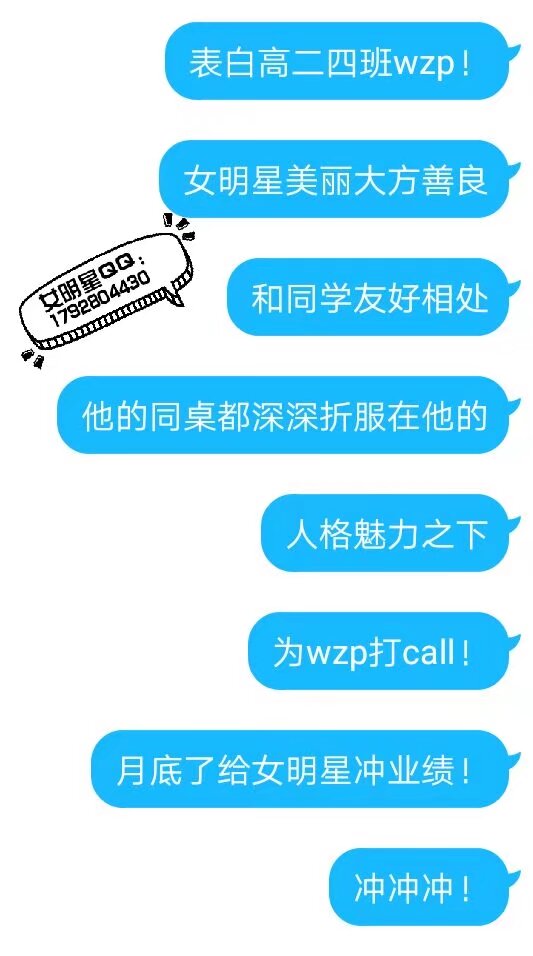 表白高二四班wzp！
女明星美丽大方善良
女明星QQ：
1792804430
和同学友好相处
他的同桌都深深折服在他的
人格魅力之下
为wzp打call！
月底了给女明星冲业绩！
冲冲冲！